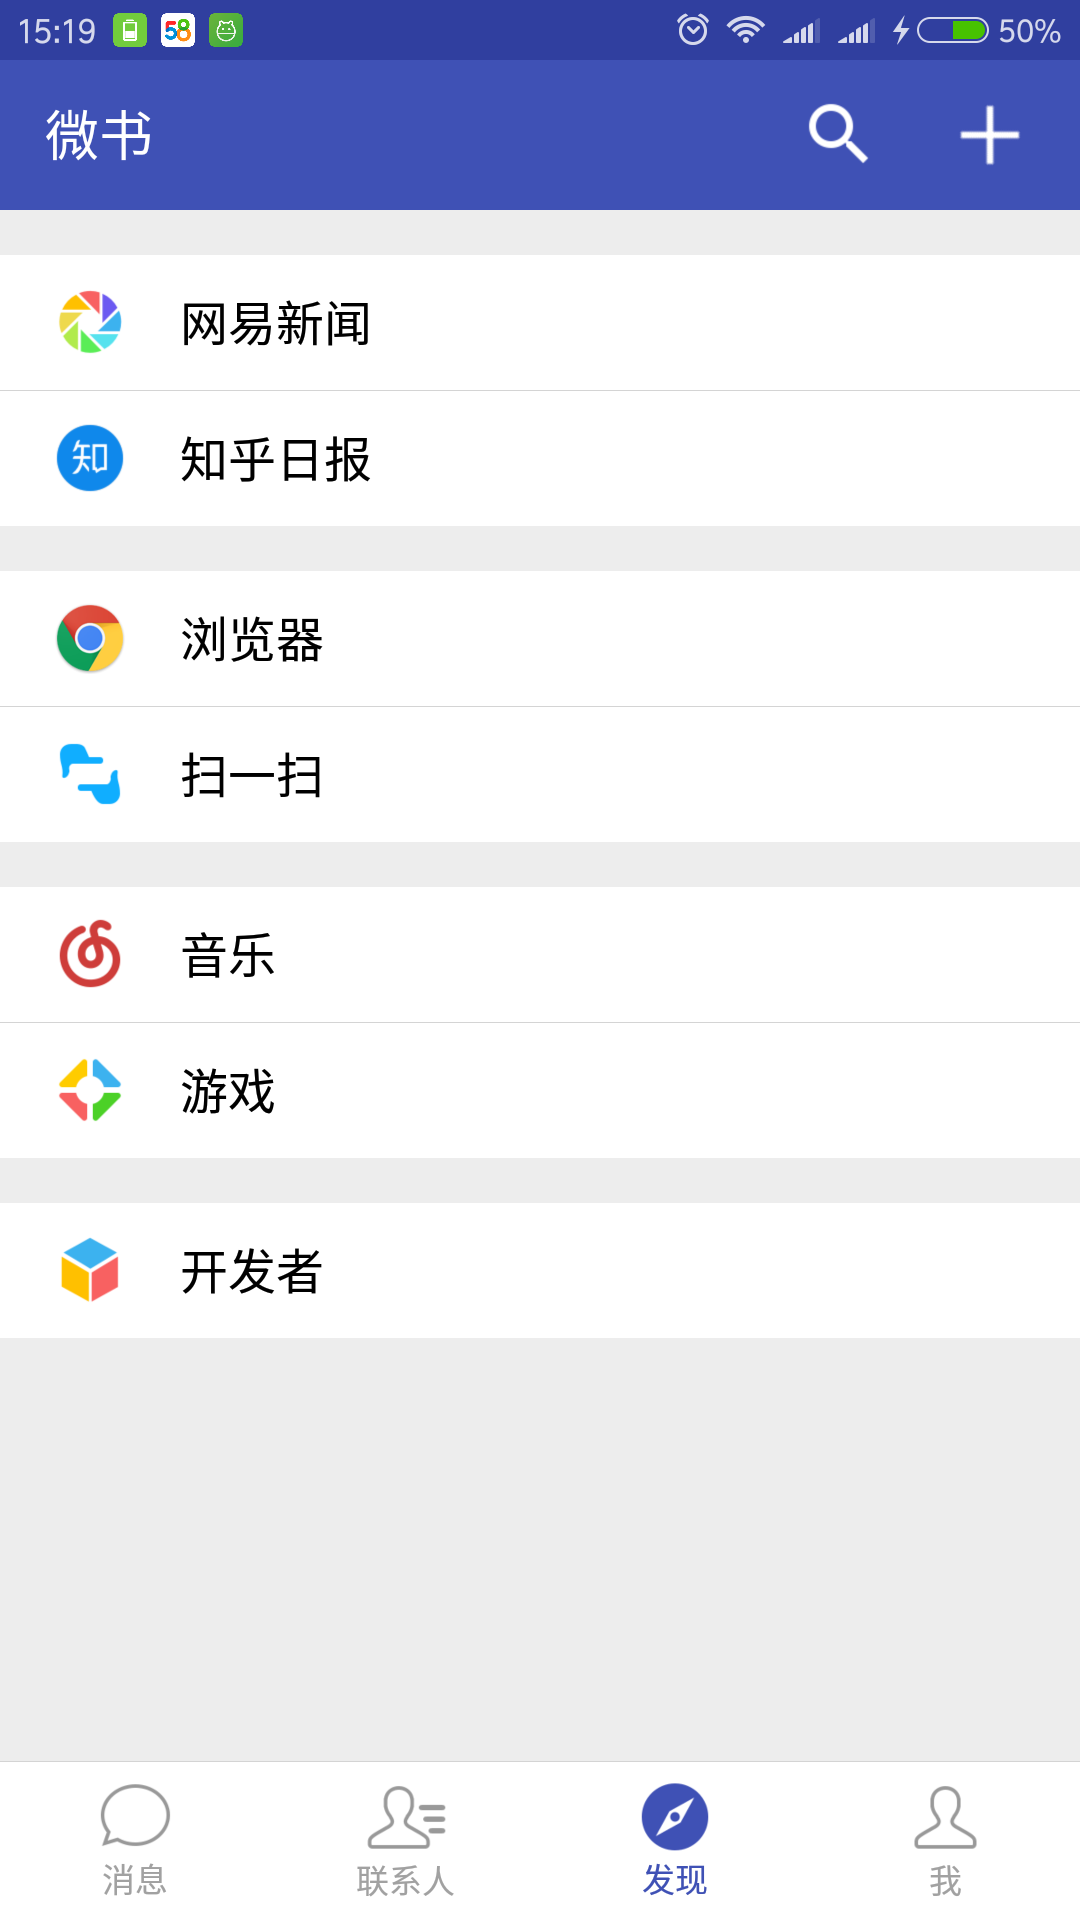 15:19 58 50%
微书
网易新闻
知 知乎日报
浏览器
扫一扫
音乐
游戏
开发者
消息 联系人 发现 我